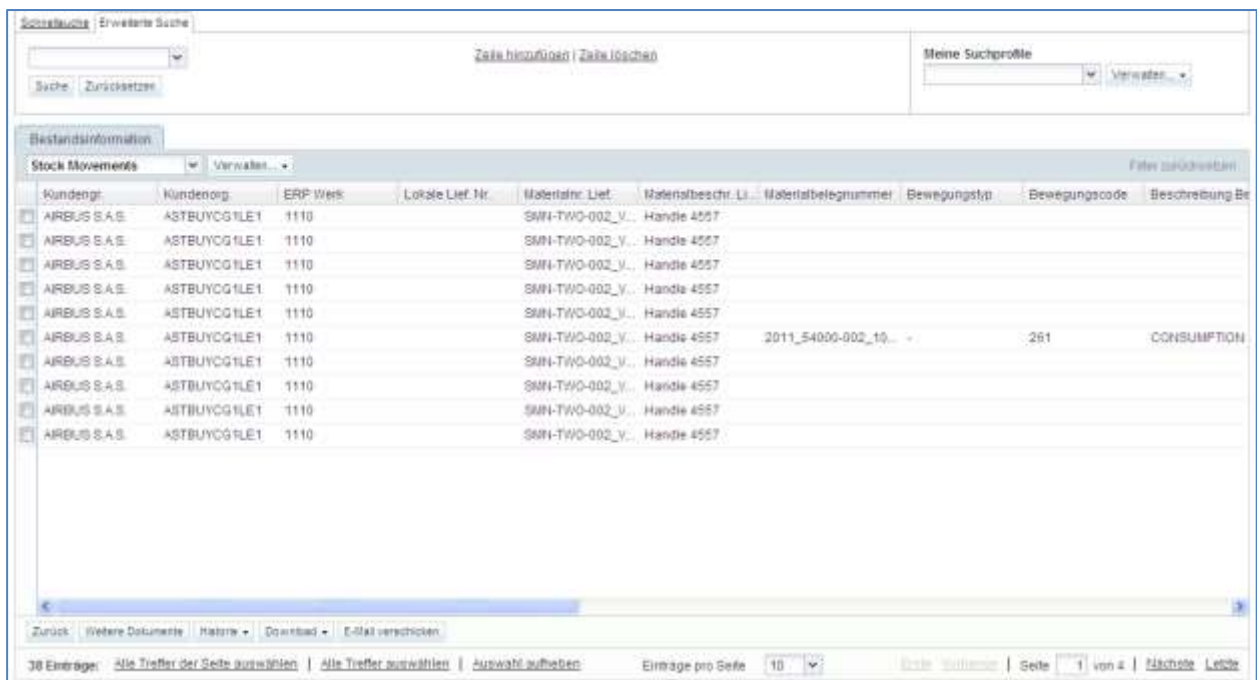 Schnellsuche Erweiterte Suche
Zeile hinzufügen | Zeile löschen Meine Suchprofile
Verwalten...
Suche Zurücksetzen
Bestandsinformation
Stock Movements Verwalten... Filter zurücksetzen
Kundengr. Kundenorg. ERP Werk Lokale Lief. Nr. Materialnr. Lief. Materialbeschr. Li... Materialbelegnummer Bewegungstyp Bewegungscode Beschreibung Be
AIRBUS S.A.S. ASTBUYCG1LE1 1110 SMN-TWO-002_V... Handle 4557
AIRBUS S.A.S. ASTBUYCG1LE1 1110 SMN-TWO-002_V... Handle 4557
AIRBUS S.A.S. ASTBUYCG1LE1 1110 SMN-TWO-002_V... Handle 4557
AIRBUS S.A.S. ASTBUYCG1LE1 1110 SMN-TWO-002_V... Handle 4557
AIRBUS S.A.S. ASTBUYCG1LE1 1110 SMN-TWO-002_V... Handle 4557
AIRBUS S.A.S. ASTBUYCG1LE1 1110 SMN-TWO-002_V... Handle 4557 2011_54000-002_10... - 261 CONSUMPTION
AIRBUS S.A.S. ASTBUYCG1LE1 1110 SMN-TWO-002_V... Handle 4557
AIRBUS S.A.S. ASTBUYCG1LE1 1110 SMN-TWO-002_V... Handle 4557
AIRBUS S.A.S. ASTBUYCG1LE1 1110 SMN-TWO-002_V... Handle 4557
AIRBUS S.A.S. ASTBUYCG1LE1 1110 SMN-TWO-002_V... Handle 4557
Zurück Weitere Dokumente Historie Download E-Mail verschicken
38 Einträge: Alle Treffer der Seite auswählen | Alle Treffer auswählen | Auswahl aufheben Einträge pro Seite 10 Erste Vorherige | Seite 1 von 4 | Nächste Letzte